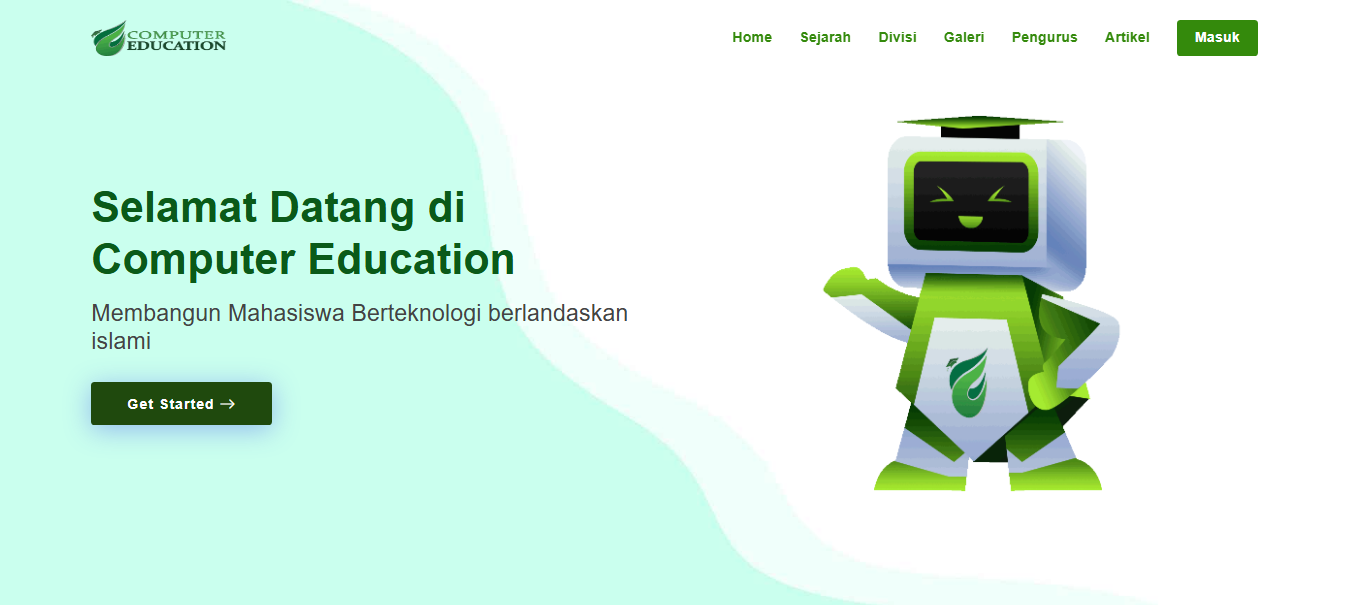 COMPUTER
EDUCATION
Home Sejarah Divisi Galeri Pengurus Artikel Masuk
Selamat Datang di
Computer Education
Membangun Mahasiswa Berteknologi berlandaskan
islami
Get Started →